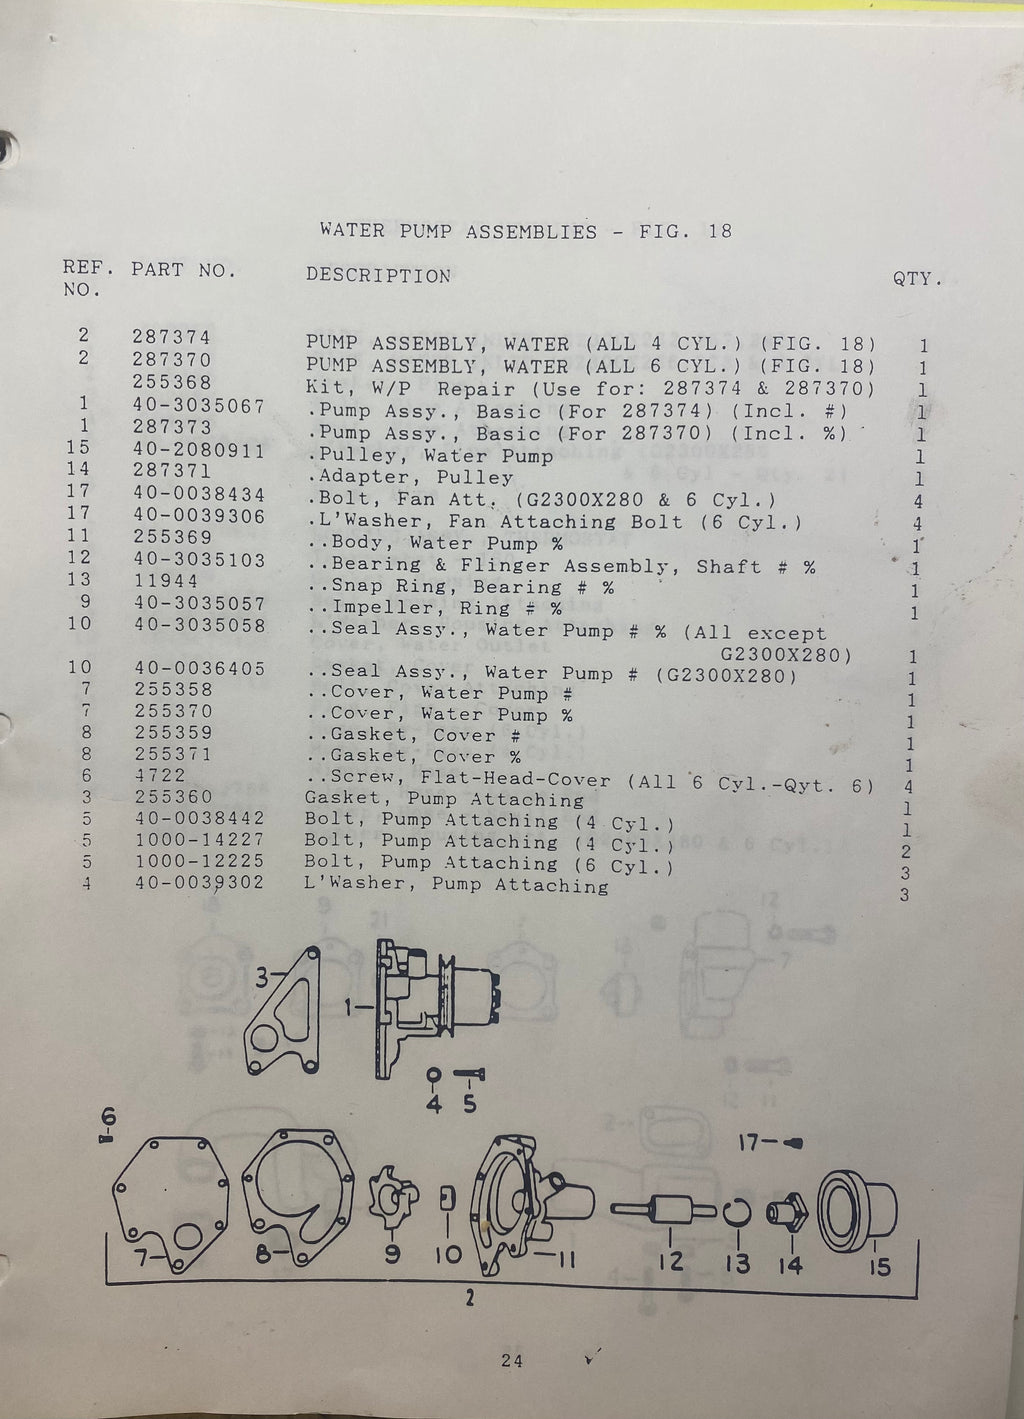 WATER PUMP ASSEMBLIES - FIG. 18
REF. PART NO. DESCRIPTION QTY.
NO.
2 287374 PUMP ASSEMBLY, WATER (ALL 4 CYL.) (FIG. 18) 1
2 287370 PUMP ASSEMBLY, WATER (ALL 6 CYL.) (FIG. 18) 1
255368 Kit, W/P Repair (Use for: 287374 & 287370) 1
1 40-3035067 .Pump Assy., Basic (For 287374) (Incl. #) 1
1 287373 .Pump Assy., Basic (For 287370) (Incl. %) 1
15 40-2080911 .Pulley, Water Pump 1
14 287371 .Adapter, Pulley 1
17 40-0038434 .Bolt, Fan Att. (G2300X280 & 6 Cyl.) 4
17 40-0039306 .L'Washer, Fan Attaching Bolt (6 Cyl.) 4
11 255369 ..Body, Water Pump % 1
12 40-3035103 ..Bearing & Flinger Assembly, Shaft # % 1
13 11944 ..Snap Ring, Bearing # % 1
9 40-3035057 ..Impeller, Ring # % 1
10 40-3035058 ..Seal Assy., Water Pump # % (All except
G2300X280) 1
10 40-0036405 ..Seal Assy., Water Pump # (G2300X280) 1
7 255358 ..Cover, Water Pump # 1
7 255370 ..Cover, Water Pump % 1
8 255359 ..Gasket, Cover # 1
8 255371 ..Gasket, Cover % 1
6 4722 ..Screw, Flat-Head-Cover (All 6 Cyl.-Qyt. 6) 4
3 255360 Gasket, Pump Attaching 1
5 40-0038442 Bolt, Pump Attaching (4 Cyl.) 1
5 1000-14227 Bolt, Pump Attaching (4 Cyl.) 2
5 1000-12225 Bolt, Pump Attaching (6 Cyl.) 3
4 40-0039302 L'Washer, Pump Attaching 3
3
1
4 5
6
17
7 8 9 10 11 12 13 14 15
2
24